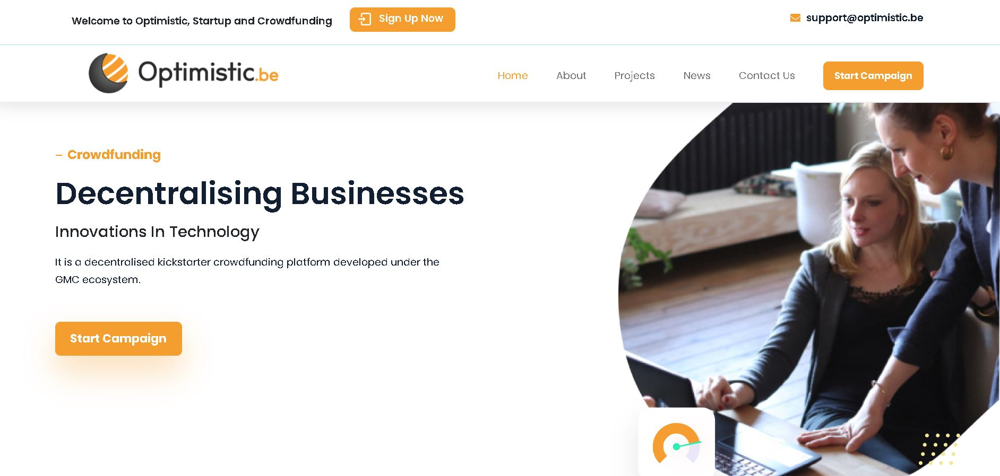 Welcome to Optimistic, Startup and Crowdfunding
Sign Up Now
support@optimistic.be
Optimistic.be
Home
About
Projects
News
Contact Us
Start Campaign
– Crowdfunding
Decentralising Businesses
Innovations In Technology
It is a decentralised kickstarter crowdfunding platform developed under the
GMC ecosystem.
Start Campaign